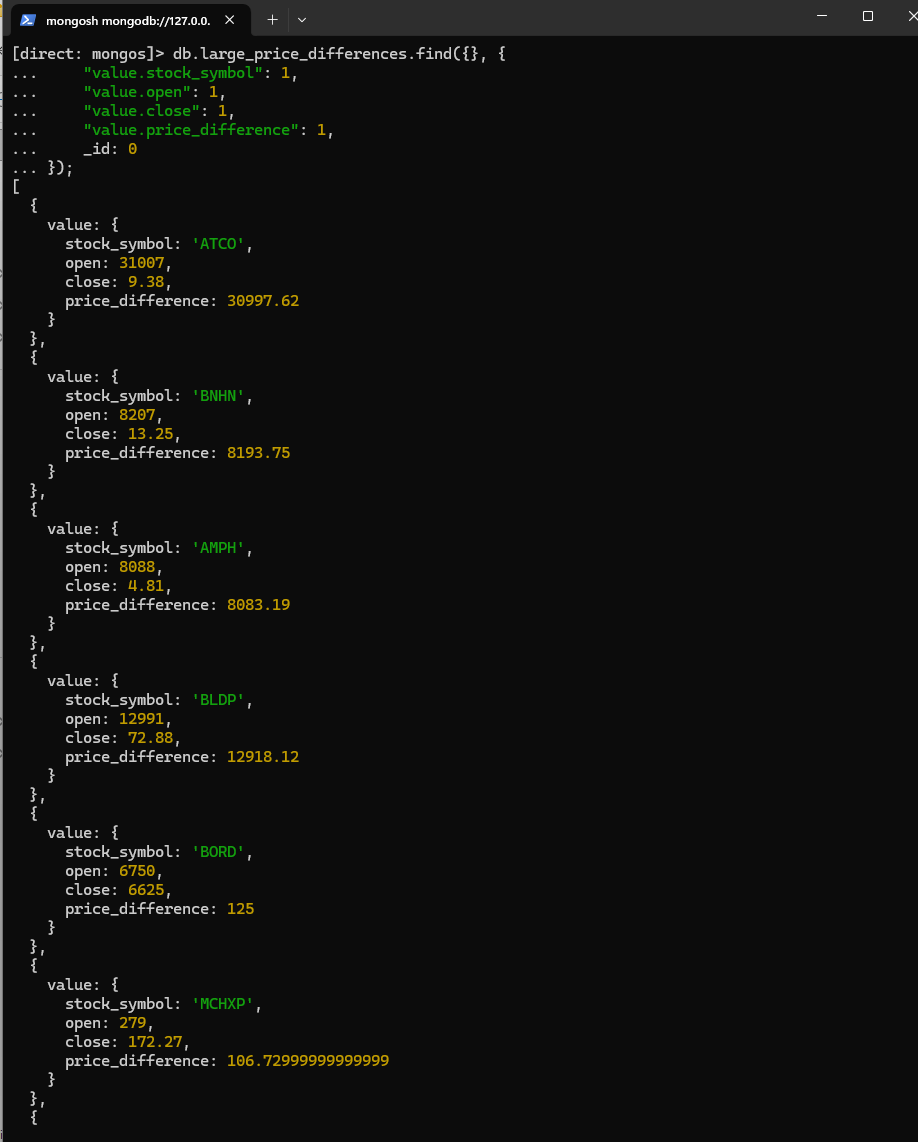 mongosh mongodb://127.0.0.
[direct: mongos]> db.large_price_differences.find({}, {
...     "value.stock_symbol": 1,
...     "value.open": 1,
...     "value.close": 1,
...     "value.price_difference": 1,
...     _id: 0
... });
[
  {
    value: {
      stock_symbol: 'ATCO',
      open: 31007,
      close: 9.38,
      price_difference: 30997.62
    }
  },
  {
    value: {
      stock_symbol: 'BNHN',
      open: 8207,
      close: 13.25,
      price_difference: 8193.75
    }
  },
  {
    value: {
      stock_symbol: 'AMPH',
      open: 8088,
      close: 4.81,
      price_difference: 8083.19
    }
  },
  {
    value: {
      stock_symbol: 'BLDP',
      open: 12991,
      close: 72.88,
      price_difference: 12918.12
    }
  },
  {
    value: {
      stock_symbol: 'BORD',
      open: 6750,
      close: 6625,
      price_difference: 125
    }
  },
  {
    value: {
      stock_symbol: 'MCHXP',
      open: 279,
      close: 172.27,
      price_difference: 106.72999999999999
    }
  },
  {